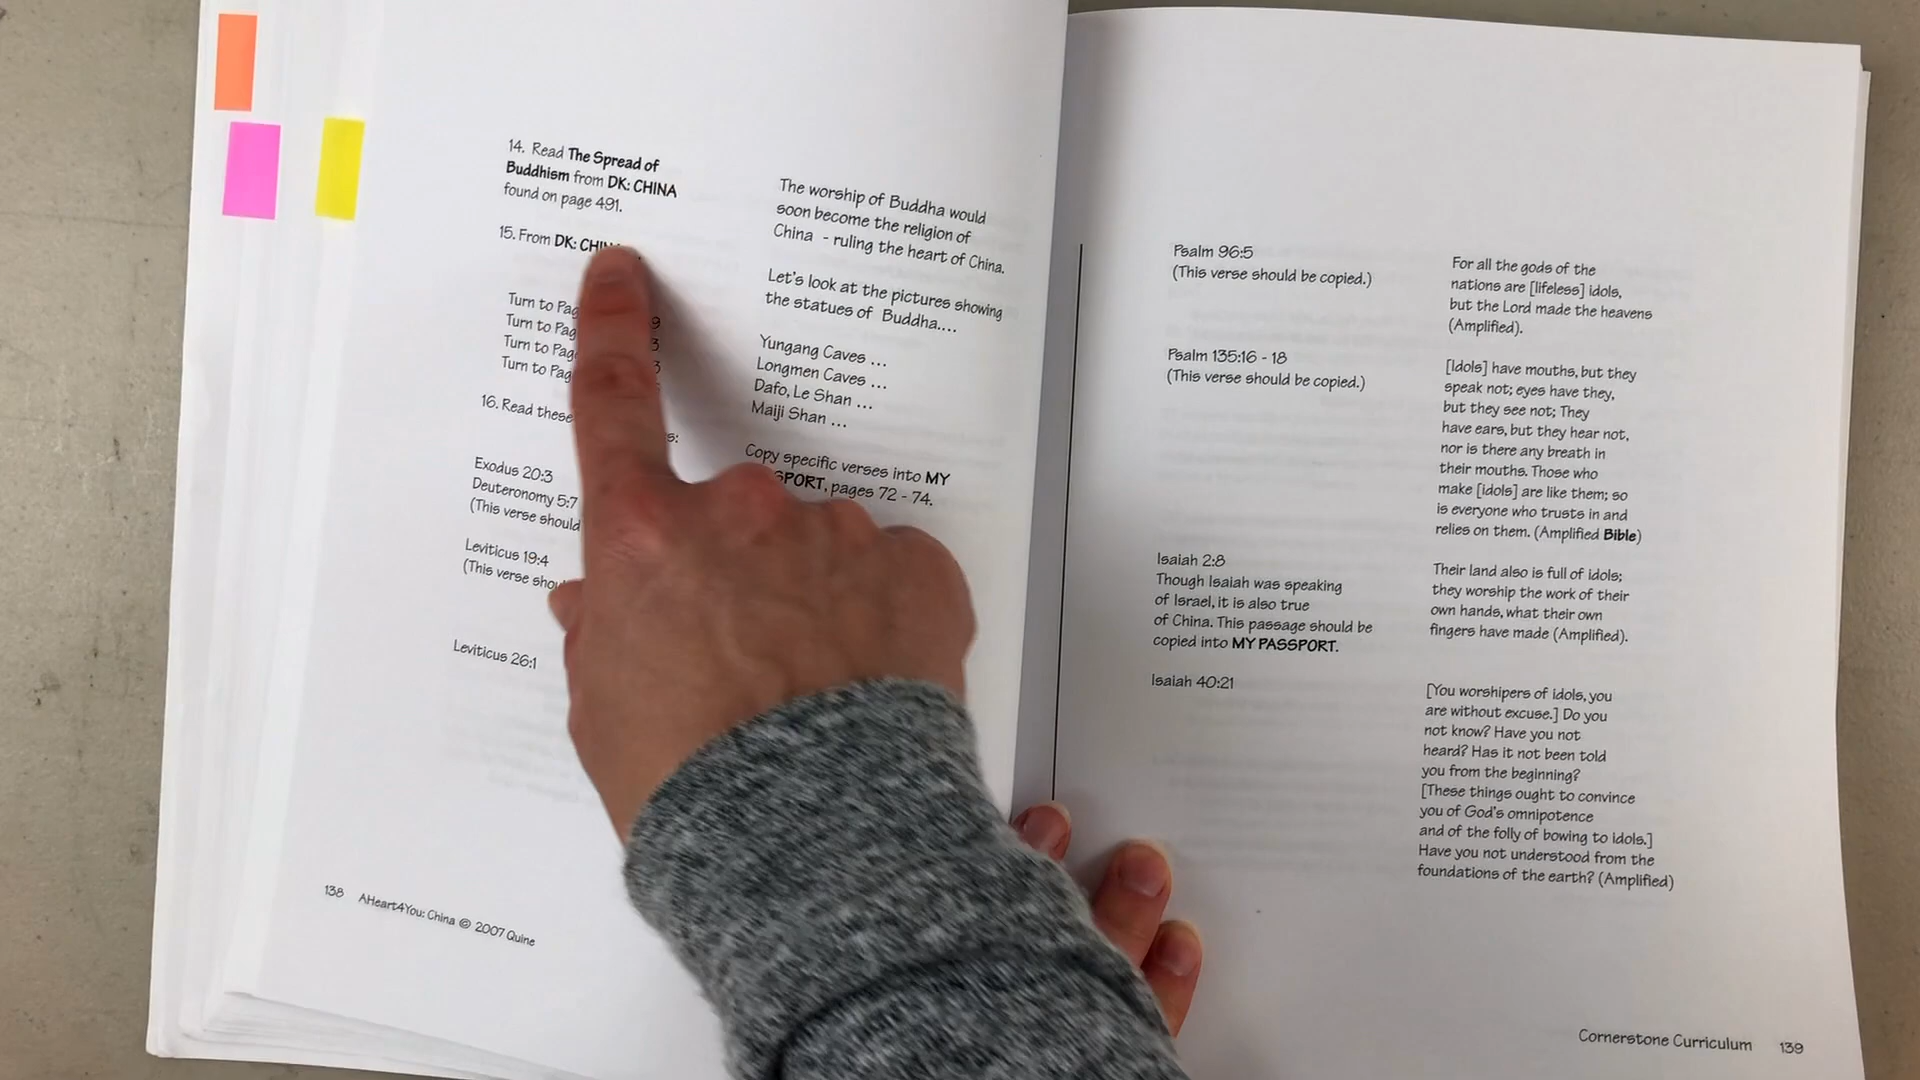 14. Read The Spread of
Buddhism from DK: CHINA
found on page 491.
15. From DK:
Turn to
Turn to
Turn to
Turn to
16. Read these
Exodus 20:3
Deuteronomy 5:7
(This verse should
Leviticus 19:4
(This verse
Leviticus 26:1
The worship of Buddha would
soon become the religion of
China - ruling the heart of China.
Let's look at the pictures showing
the statues of Buddha....
Yungang Caves ...
Longmen Caves ...
Dafo, Le Shan ...
Maiji Shan ...
Copy specific verses into MY
pages 72 - 74.
138 AHeart4You: China © 2007 Quine
Psalm 96:5
(This verse should be copied.)
Psalm 135:16 - 18
(This verse should be copied.)
Isaiah 2:8
Though Isaiah was speaking
of Israel, it is also true
of China. This passage should be
copied into MY PASSPORT.
Isaiah 40:21
For all the gods of the
nations are [lifeless] idols,
but the Lord made the heavens
(Amplified).
[Idols] have mouths, but they
speak not; eyes have they,
but they see not; They
have ears, but they hear not,
nor is there any breath in
their mouths. Those who
make [idols] are like them; so
is everyone who trusts in and
relies on them. (Amplified Bible)
Their land also is full of idols;
they worship the work of their
own hands, what their own
fingers have made (Amplified).
[You worshipers of idols, you
are without excuse.] Do you
not know? Have you not
heard? Has it not been told
you from the beginning?
[These things ought to convince
you of God's omnipotence
and of the folly of bowing to idols.]
Have you not understood from the
foundations of the earth? (Amplified)
Cornerstone Curriculum 139